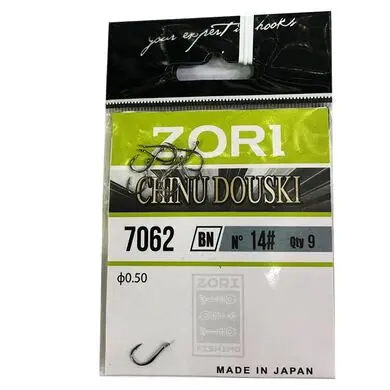 your expert in hooks
ZORI
CHINU DOUSKI
7062 BN N° 14# Qty 9
φ0.50
ZORI
FISHING
MADE IN JAPAN